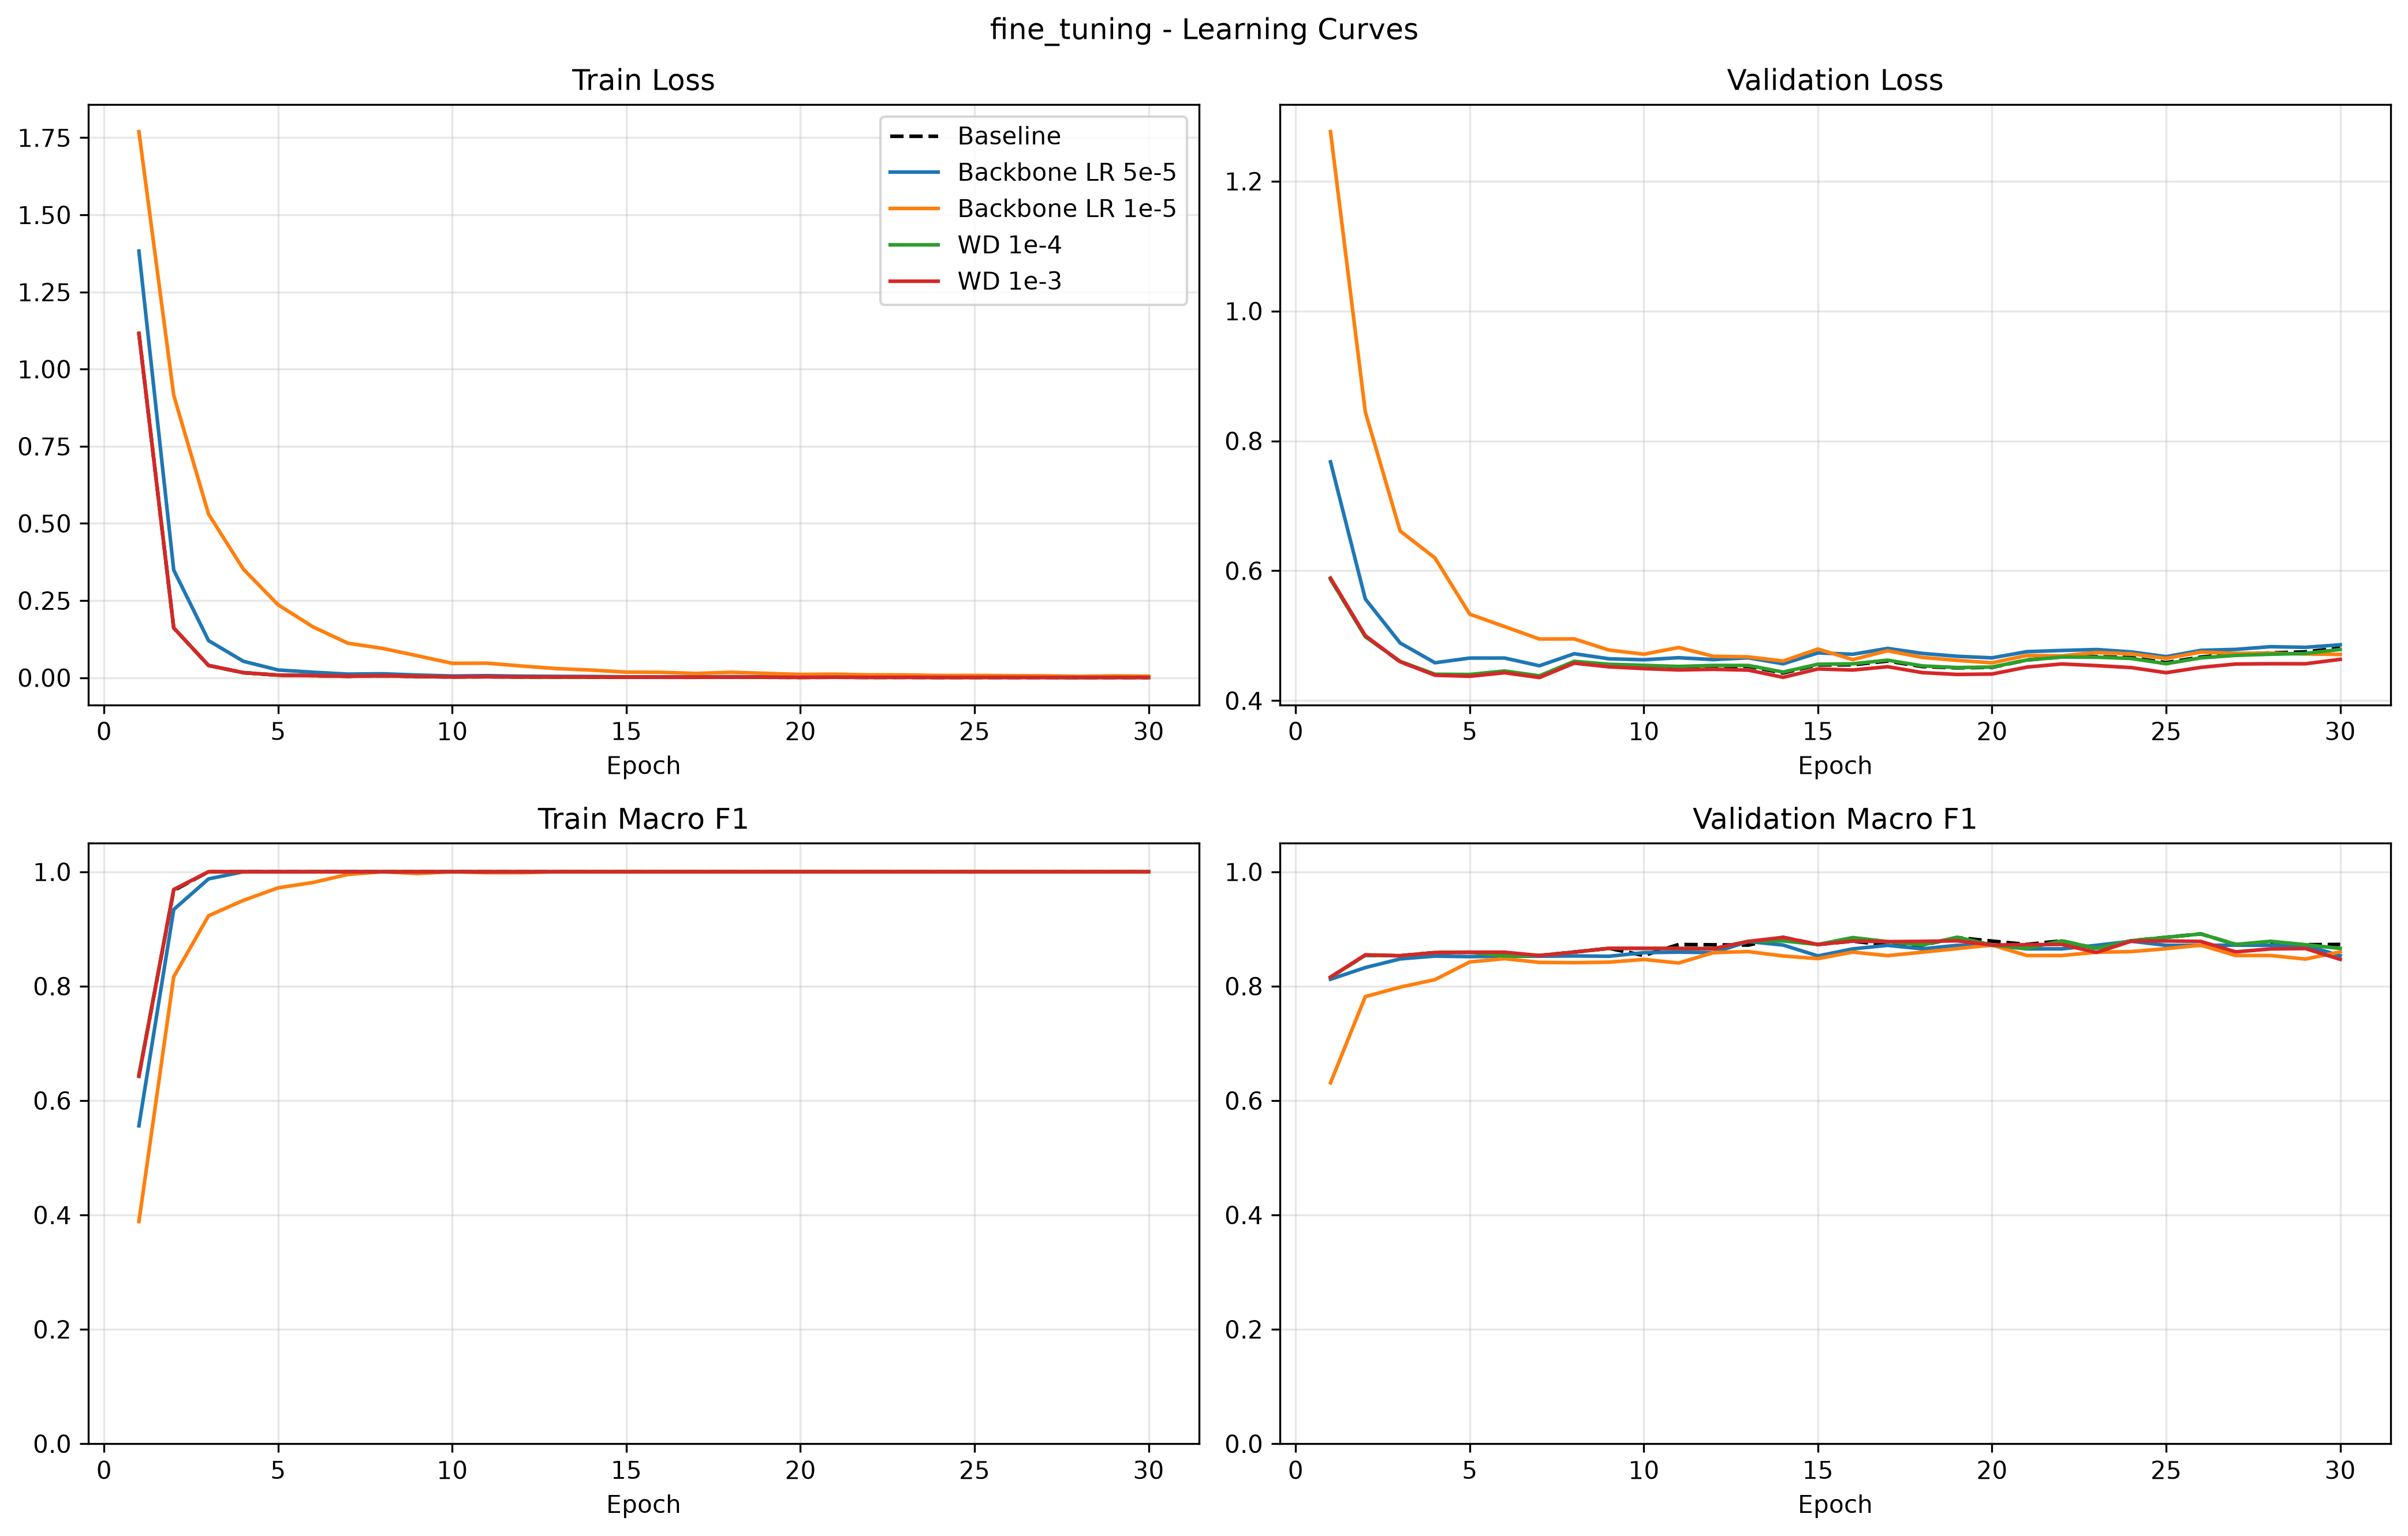 fine_tuning - Learning Curves
Train Loss
1.75
1.50
1.25
1.00
0.75
0.50
0.25
0.00
0 5 10 15 20 25 30
Epoch
Baseline
Backbone LR 5e-5
Backbone LR 1e-5
WD 1e-4
WD 1e-3
Validation Loss
1.2
1.0
0.8
0.6
0.4
0 5 10 15 20 25 30
Epoch
Train Macro F1
1.0
0.8
0.6
0.4
0.2
0.0
0 5 10 15 20 25 30
Epoch
Validation Macro F1
1.0
0.8
0.6
0.4
0.2
0.0
0 5 10 15 20 25 30
Epoch